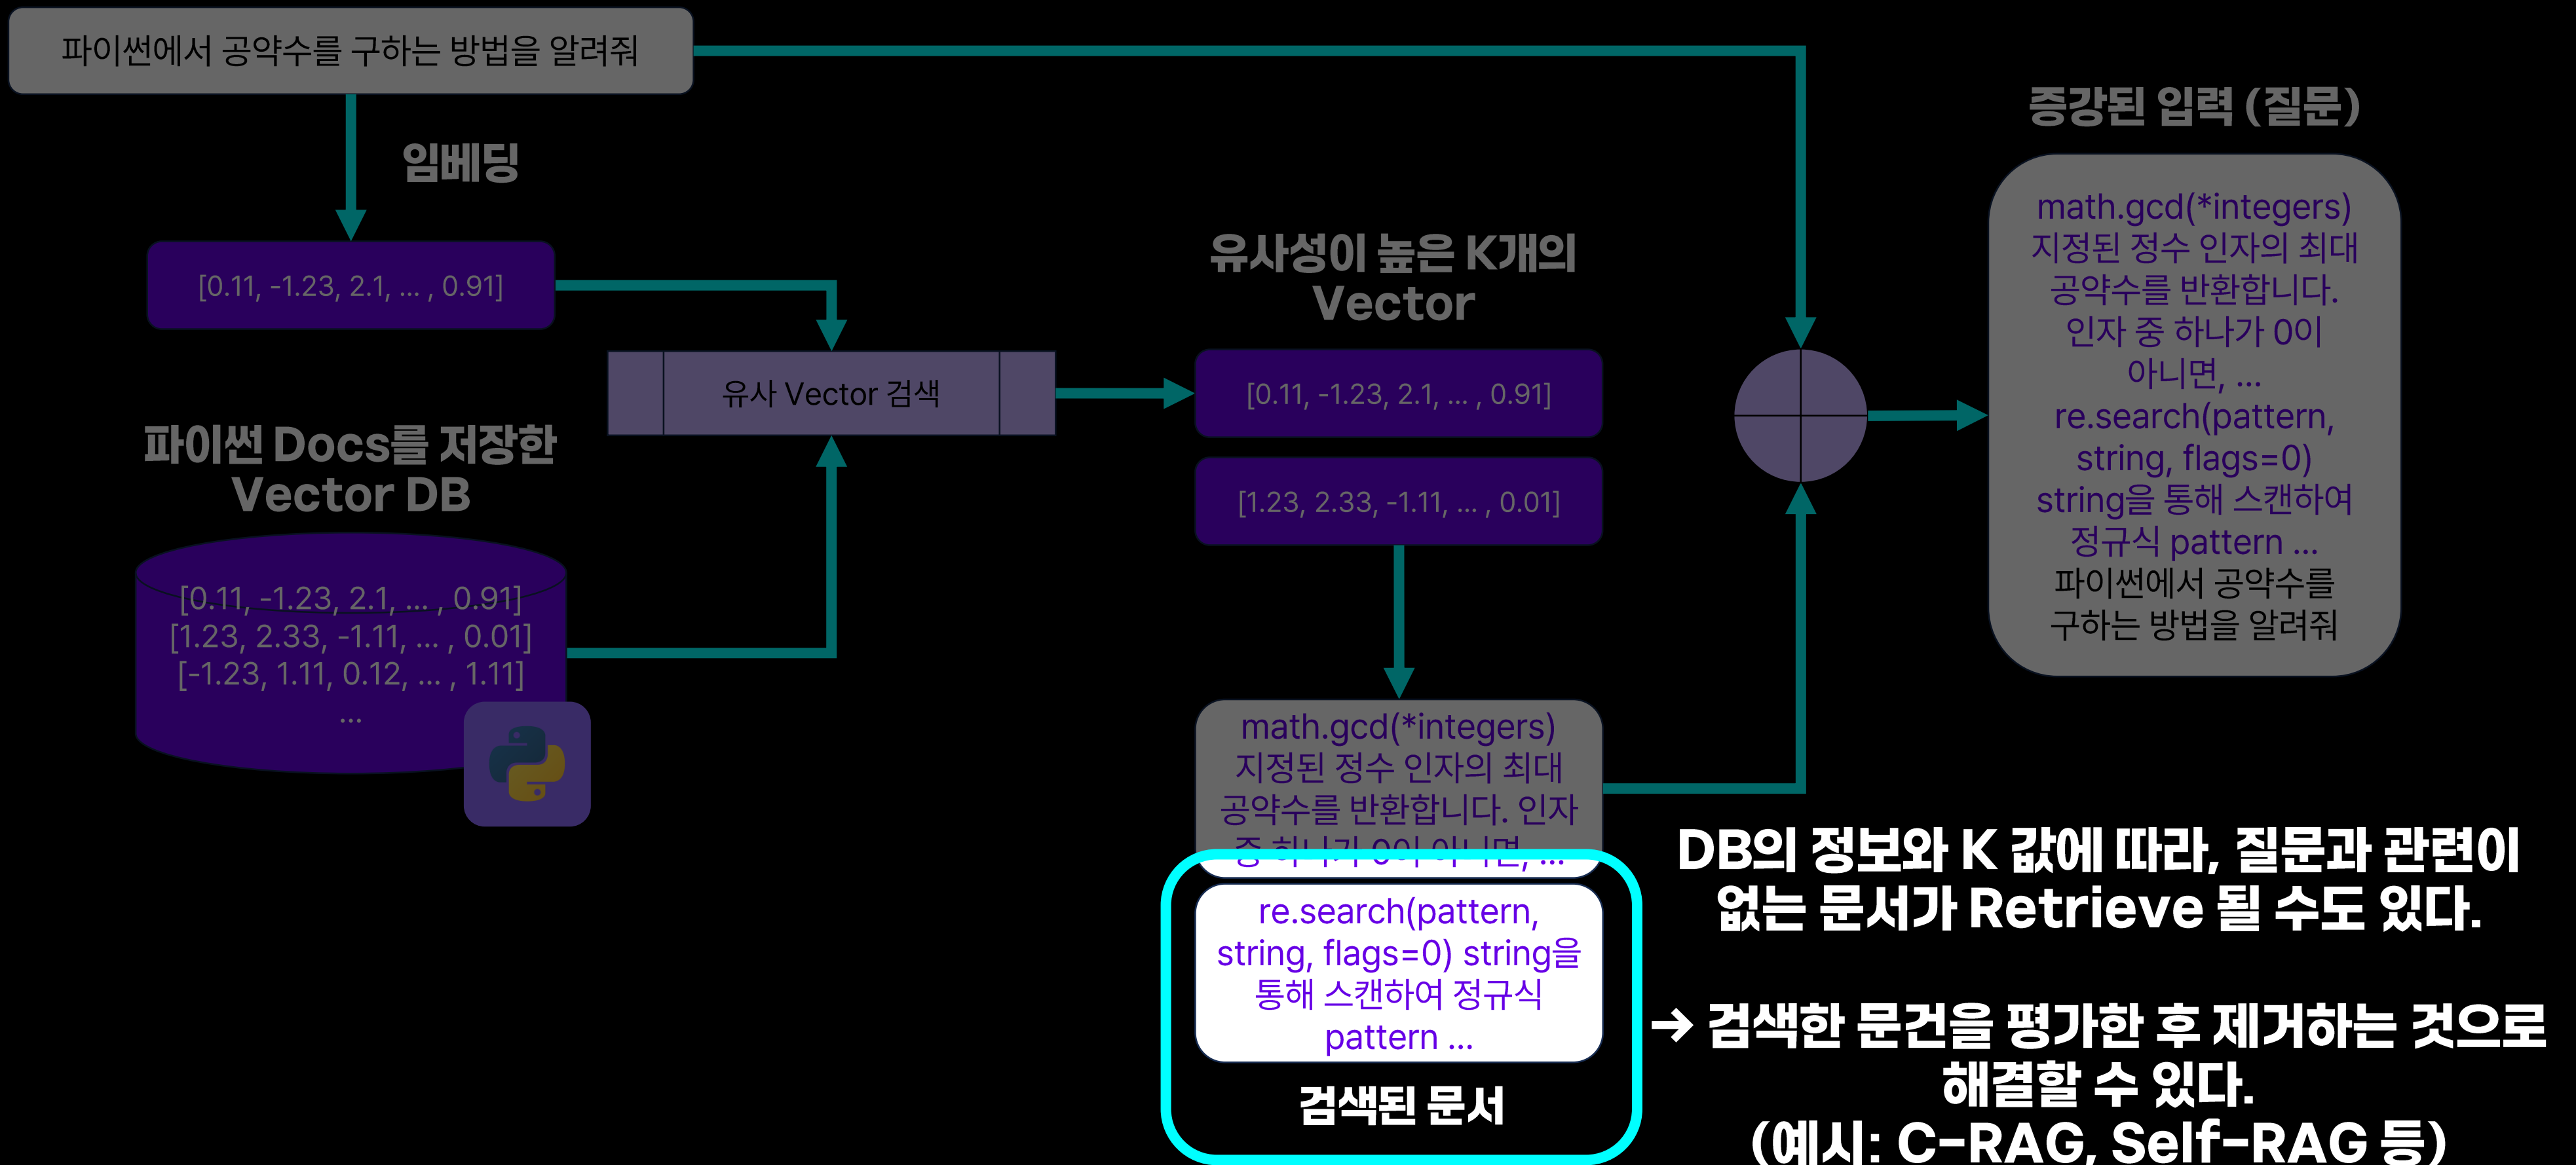 파이썬에서 공약수를 구하는 방법을 알려줘
임베딩
[0.11, -1.23, 2.1, ... , 0.91]
파이썬 Docs를 저장한
Vector DB
[0.11, -1.23, 2.1, ... , 0.91]
[1.23, 2.33, -1.11, ... , 0.01]
[-1.23, 1.11, 0.12, ... , 1.11]
...
유사 Vector 검색
유사성이 높은 K개의
Vector
[0.11, -1.23, 2.1, ... , 0.91]
[1.23, 2.33, -1.11, ... , 0.01]
math.gcd(*integers)
지정된 정수 인자의 최대
공약수를 반환합니다. 인자
중 하나가 0이 아니면, ...
re.search(pattern,
string, flags=0) string을
통해 스캔하여 정규식
pattern ...
검색된 문서
증강된 입력 (질문)
math.gcd(*integers)
지정된 정수 인자의 최대
공약수를 반환합니다.
인자 중 하나가 0이
아니면, ...
re.search(pattern,
string, flags=0)
string을 통해 스캔하여
정규식 pattern ...
파이썬에서 공약수를
구하는 방법을 알려줘
DB의 정보와 K 값에 따라, 질문과 관련이
없는 문서가 Retrieve 될 수도 있다.
→ 검색한 문건을 평가한 후 제거하는 것으로
해결할 수 있다.
(예시: C-RAG, Self-RAG 등)